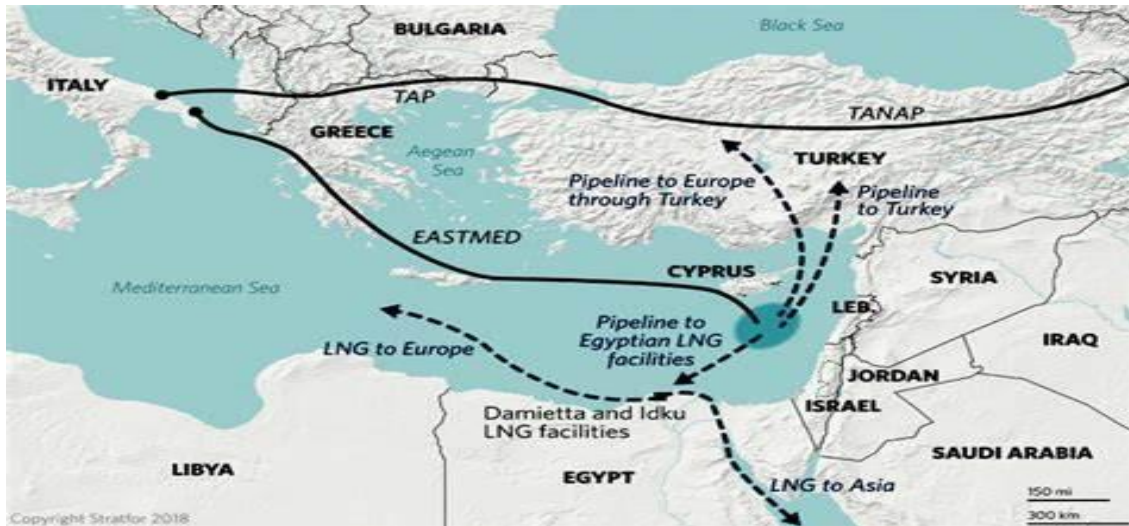 BULGARIA
Black Sea
ITALY
TAP
TANAP
GREECE
Aegean
Sea
TURKEY
Pipeline to Europe
through Turkey
Pipeline
to Turkey
EASTMED
CYPRUS
SYRIA
Mediterranean Sea
LEB.
Pipeline to
Egyptian LNG
facilities
IRAQ
LNG to Europe
JORDAN
ISRAEL
Damietta and Idku
LNG facilities
SAUDI ARABIA
LIBYA
EGYPT
LNG to Asia
150 mi
300 km
Copyright Stratfor 2018